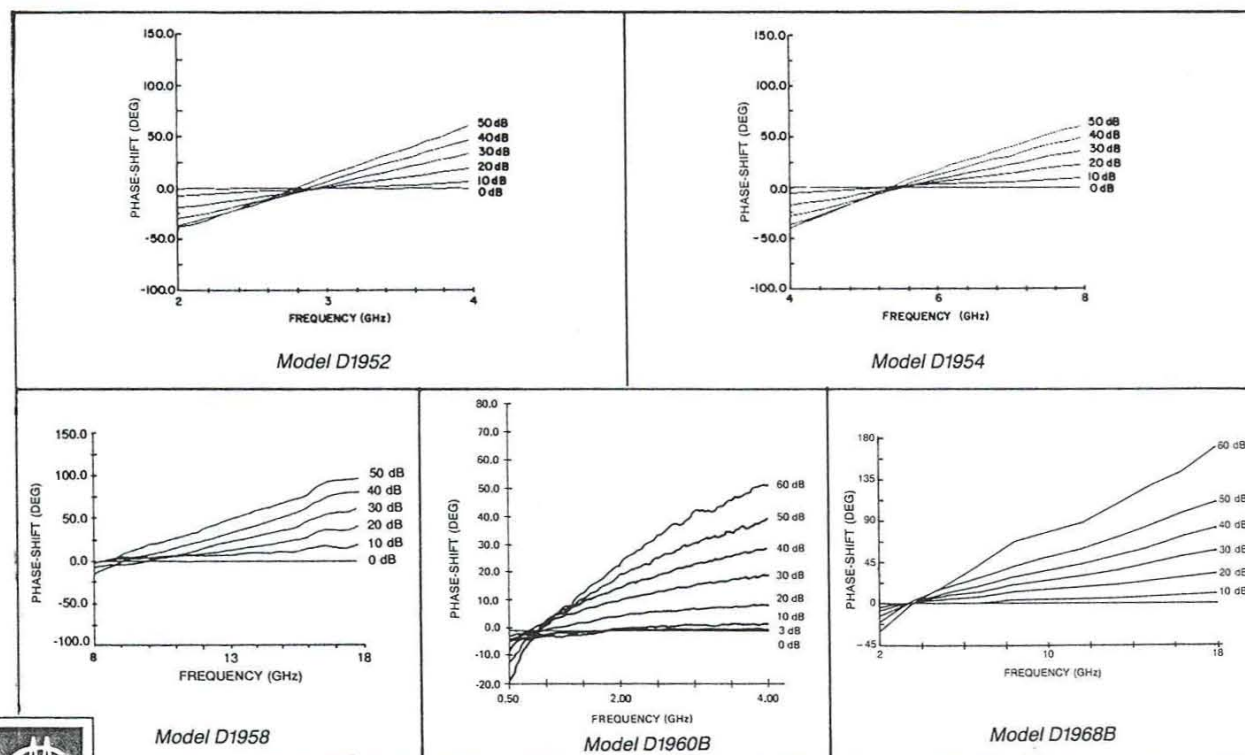 150.0
100.0
50.0
0.0
-50.0
-100.0
PHASE-SHIFT (DEG)
50 dB
40 dB
30 dB
20 dB
10 dB
0 dB
2 3 4
FREQUENCY (GHz)
Model D1952
150.0
100.0
50.0
0.0
-50.0
-100.0
PHASE-SHIFT (DEG)
50 dB
40 dB
30 dB
20 dB
10 dB
0 dB
4 6 8
FREQUENCY (GHz)
Model D1954
150.0
100.0
50.0
0.0
-50.0
-100.0
PHASE-SHIFT (DEG)
50 dB
40 dB
30 dB
20 dB
10 dB
0 dB
8 13 18
FREQUENCY (GHz)
Model D1958
80.0
70.0
60.0
50.0
40.0
30.0
20.0
10.0
0.0
-10.0
-20.0
PHASE-SHIFT (DEG)
60 dB
50 dB
40 dB
30 dB
20 dB
10 dB
3 dB
0 dB
0.50 2.00 4.00
FREQUENCY (GHz)
Model D1960B
180
135
90
45
0
-45
PHASE-SHIFT (DEG)
60 dB
50 dB
40 dB
30 dB
20 dB
10 dB
2 10 18
FREQUENCY (GHz)
Model D1968B